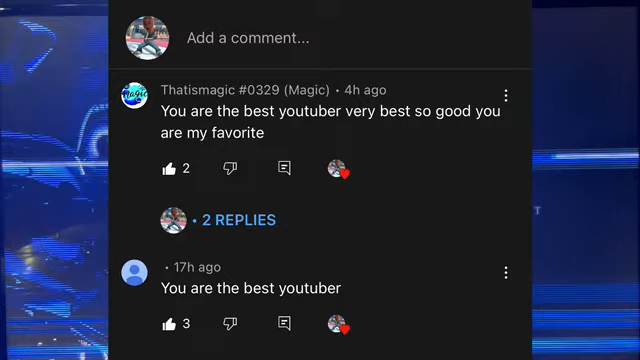 Add a comment...
Thatismagic #0329 (Magic) • 4h ago
You are the best youtuber very best so good you
are my favorite
2
• 2 REPLIES
• 17h ago
You are the best youtuber
3
T